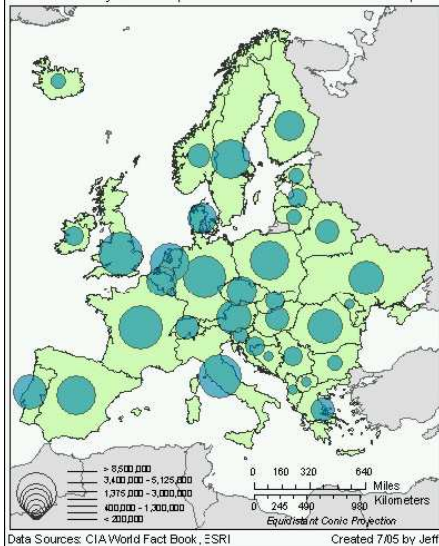 > 8,500,000
3,400,000 - 5,125,000
1,375,000 - 3,000,000
400,000 - 1,300,000
< 200,000
0 160 320 640
Miles
Kilometers
0 245 490 980
Equidistant Conic Projection
Data Sources: CIA World Fact Book, ESRI
Created 7/05 by Jeff